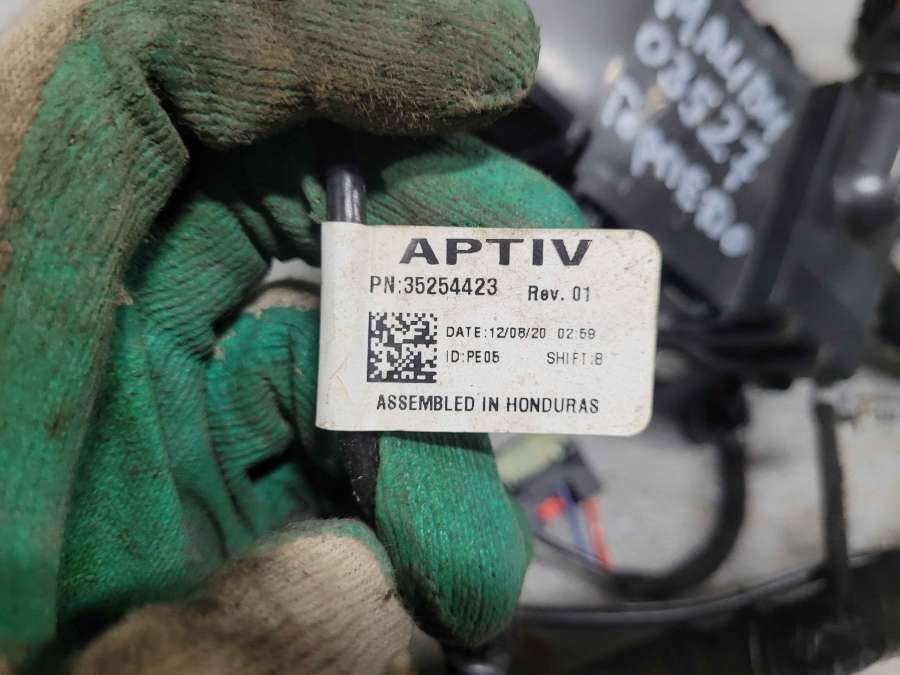 APTIV
PN:35254423 Rev. 01
DATE:12/08/20 02:59
ID:PE05 SHIFT:B
ASSEMBLED IN HONDURAS
MALIBU
03527